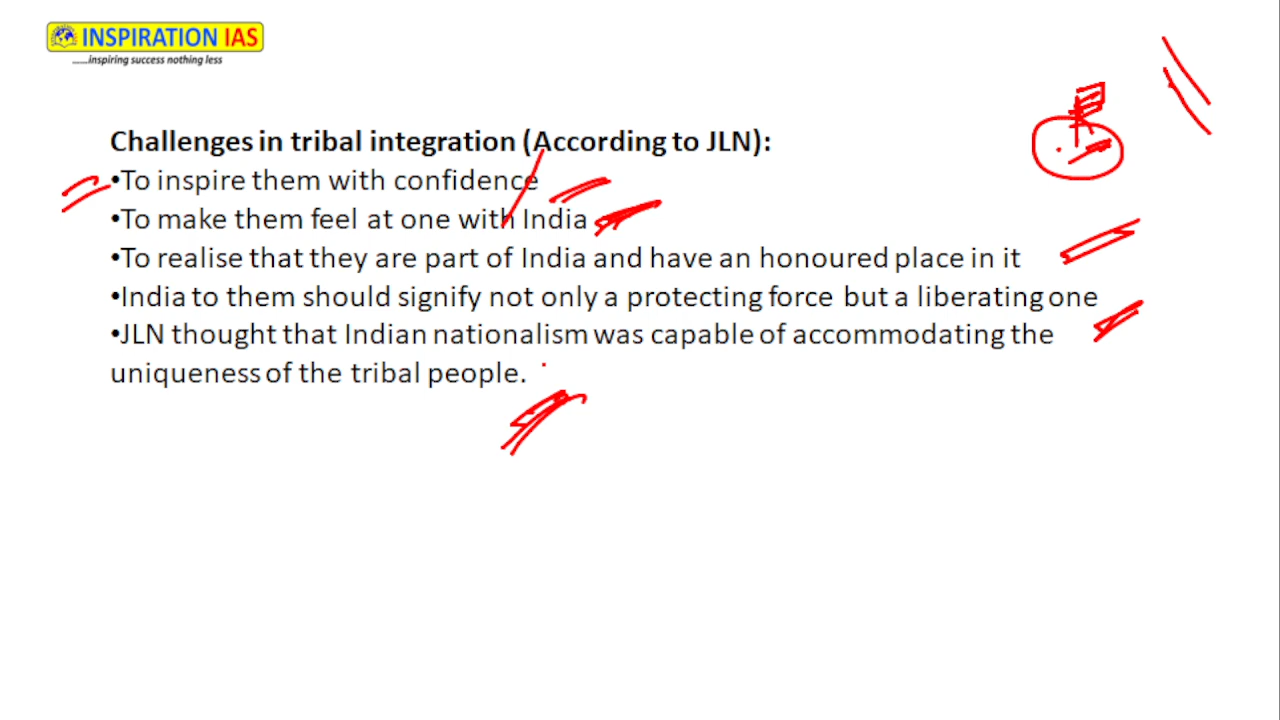 INSPIRATION IAS
......inspiring success nothing less
Challenges in tribal integration (According to JLN):
•To inspire them with confidence
•To make them feel at one with India
•To realise that they are part of India and have an honoured place in it
•India to them should signify not only a protecting force but a liberating one
•JLN thought that Indian nationalism was capable of accommodating the
uniqueness of the tribal people.